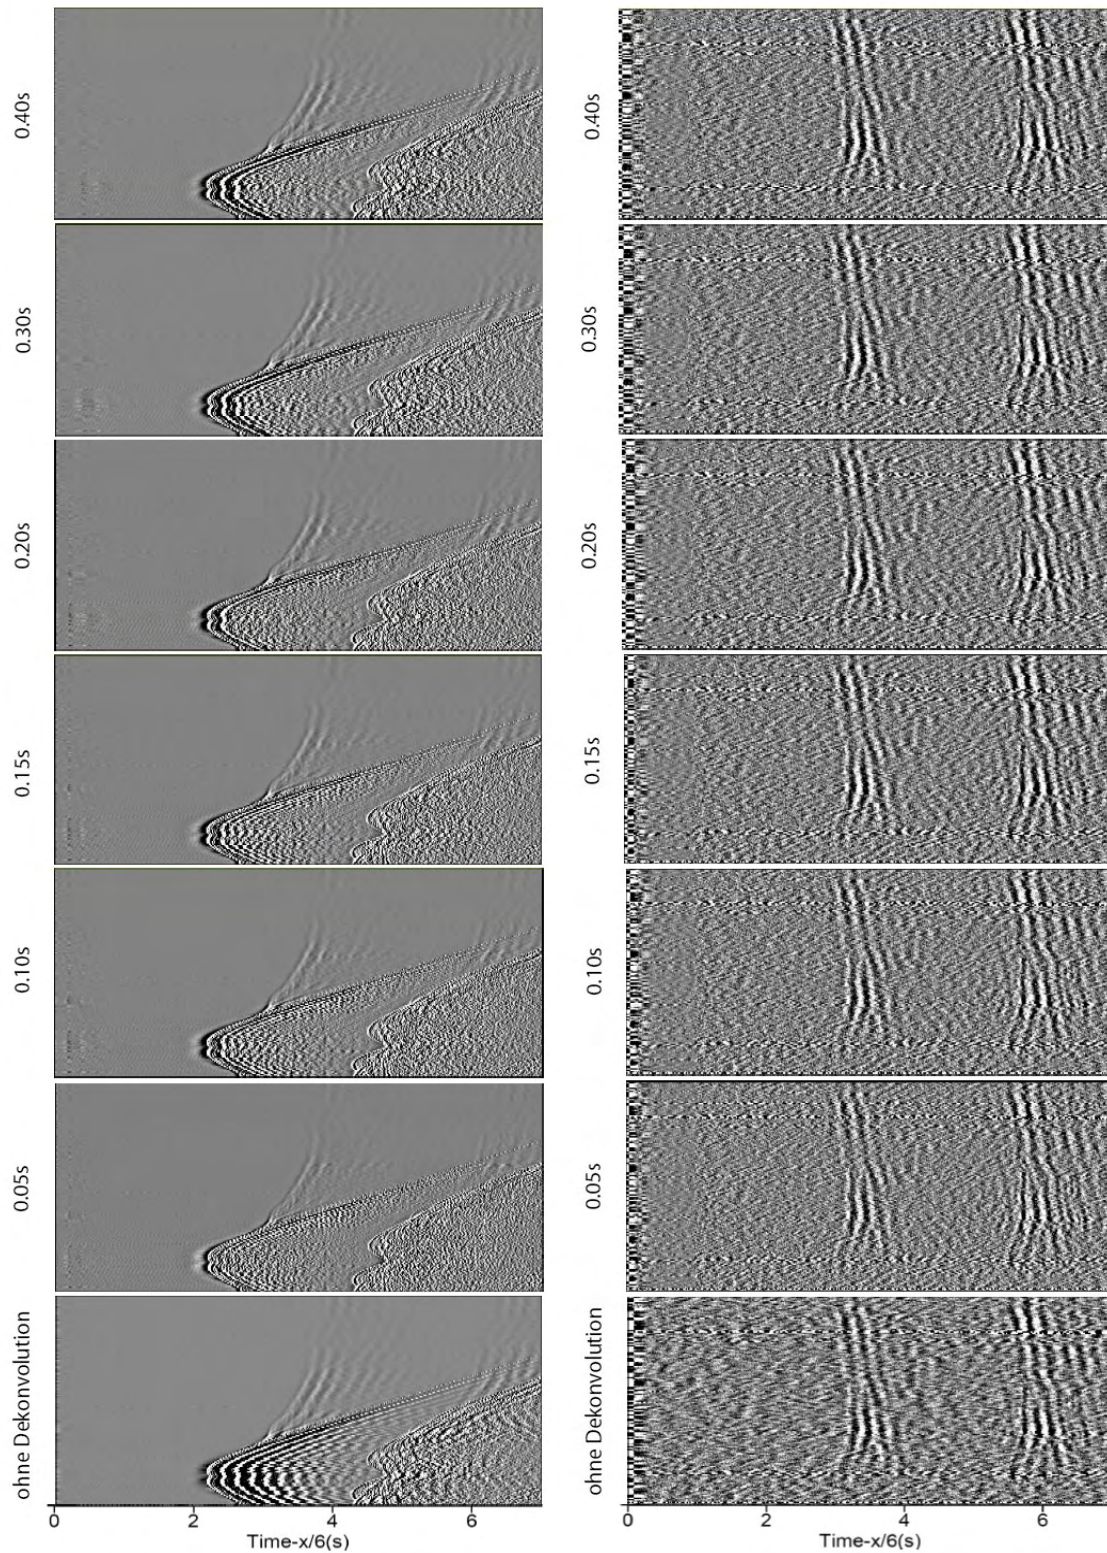 0.40s
0.40s
0.30s
0.30s
0.20s
0.20s
0.15s
0.15s
0.10s
0.10s
0.05s
0.05s
ohne Dekonvolution
ohne Dekonvolution
0 2 4 6
Time-x/6(s)
0 2 4 6
Time-x/6(s)